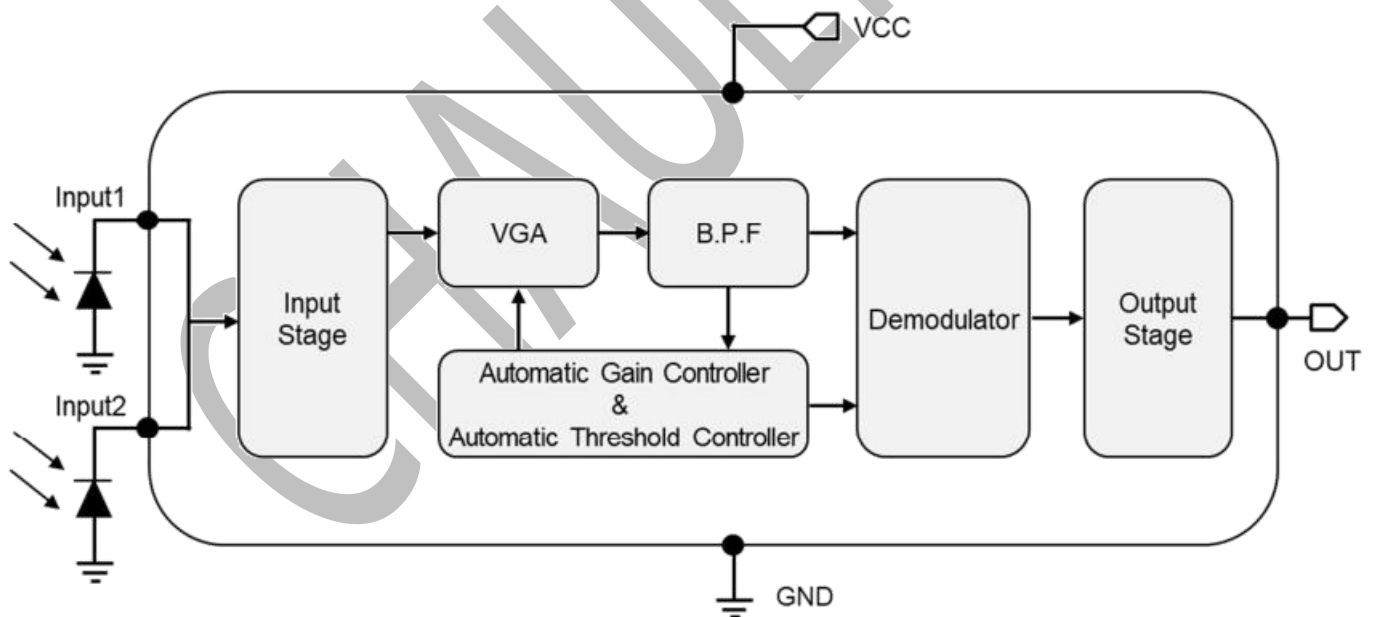 VCC
Input1
Input
Stage
VGA
B.P.F
Demodulator
Output
Stage
OUT
Automatic Gain Controller
&
Automatic Threshold Controller
Input2
GND